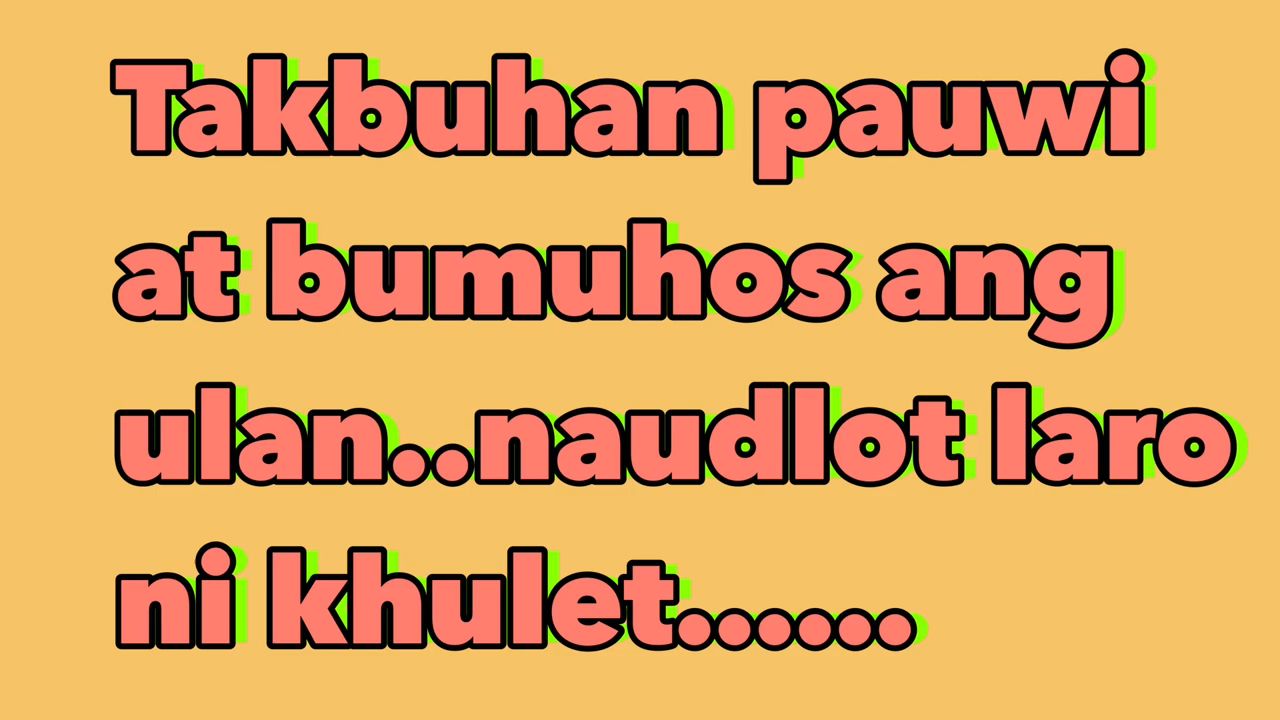 Takbuhan pauwi
at bumuhos ang
ulan..naudlot laro
ni khulet......